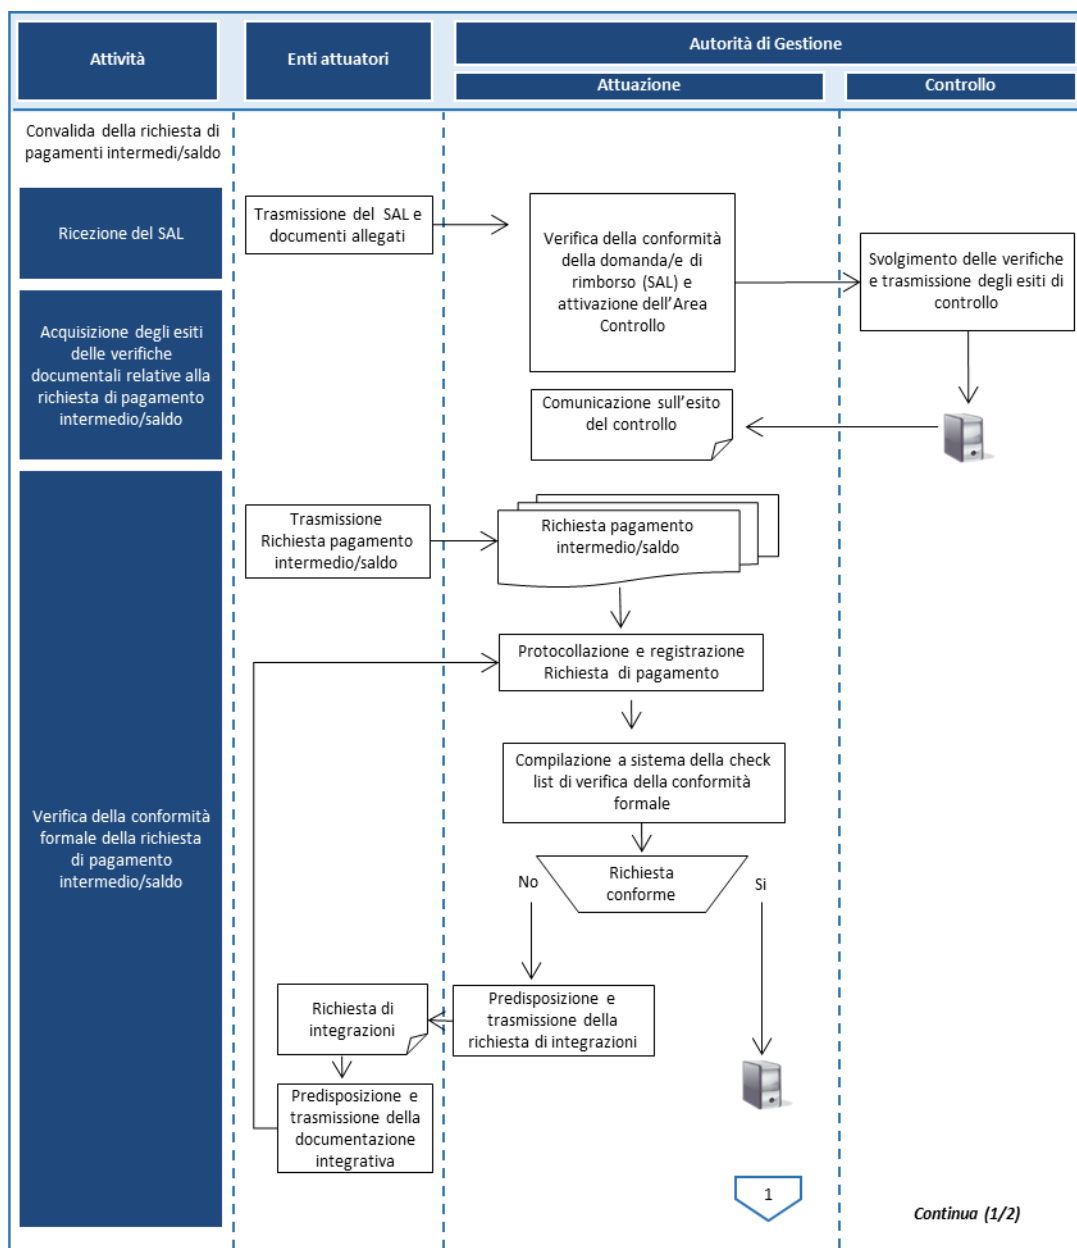 Attività
Enti attuatori
Autorità di Gestione
Attuazione
Controllo
Convalida della richiesta di
pagamenti intermedi/saldo
Ricezione del SAL
Trasmissione del SAL e
documenti allegati
Verifica della conformità
della domanda/e di
rimborso (SAL) e
attivazione dell'Area
Controllo
Svolgimento delle verifiche
e trasmissione degli esiti di
controllo
Acquisizione degli esiti
delle verifiche
documentali relative alla
richiesta di pagamento
intermedio/saldo
Comunicazione sull'esito
del controllo
Trasmissione
Richiesta pagamento
intermedio/saldo
Richiesta pagamento
intermedio/saldo
Protocollazione e registrazione
Richiesta di pagamento
Compilazione a sistema della check
list di verifica della conformità
formale
Verifica della conformità
formale della richiesta
di pagamento
intermedio/saldo
Richiesta
conforme
No
Si
Predisposizione e
trasmissione della
richiesta di integrazioni
Richiesta di
integrazioni
Predisposizione e
trasmissione della
documentazione
integrativa
1
Continua (1/2)